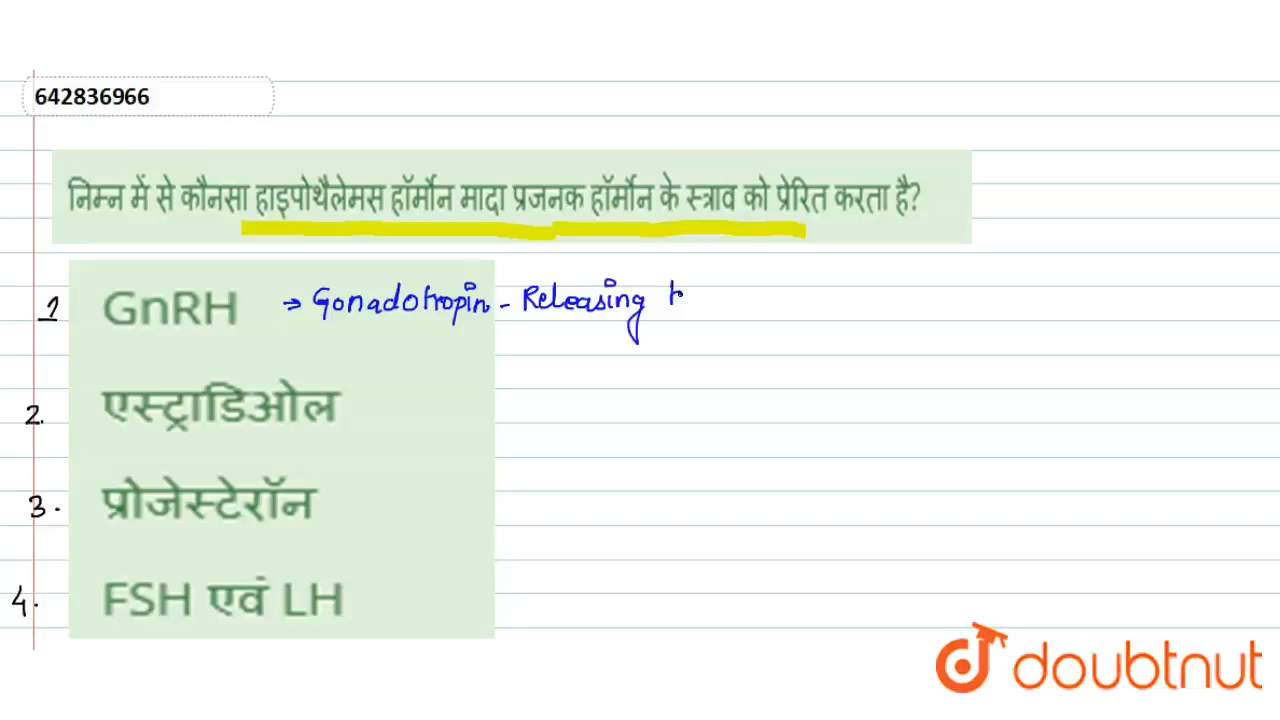 642836966
निम्न में से कौनसा हाइपोथैलेमस हॉर्मोन मादा प्रजनक हॉर्मोन के स्त्राव को प्रेरित करता है?
1 GnRH → Gonadotropin - Releasing
2. एस्ट्राडिओल
3. प्रोजेस्टेरॉन
4. FSH एवं LH
doubtnut